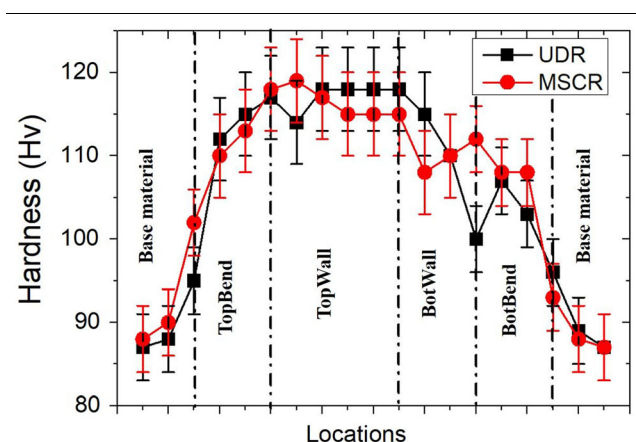 UDR
MSCR
Hardness (Hv)
120
110
100
90
80
Base material
TopBend
TopWall
BotWall
BotBend
Base material
Locations